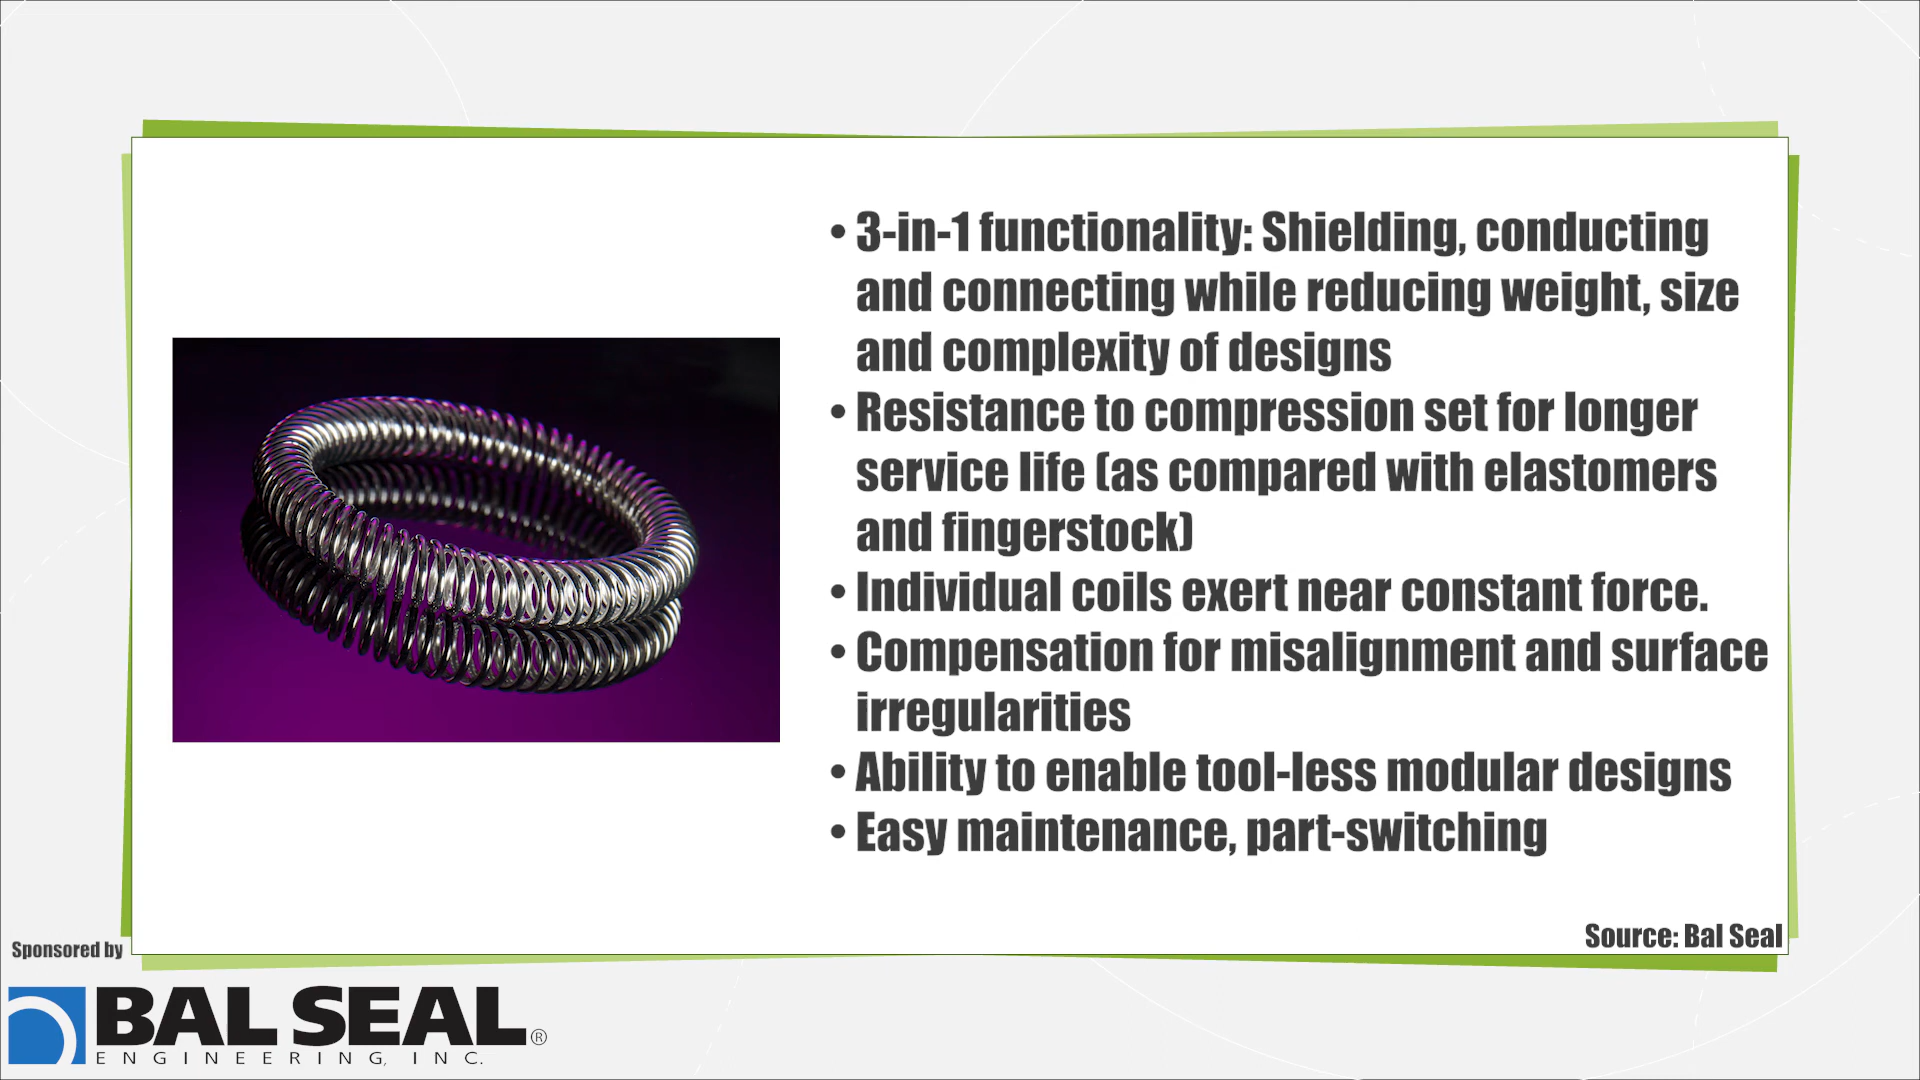 • 3-in-1 functionality: Shielding, conducting
and connecting while reducing weight, size
and complexity of designs
• Resistance to compression set for longer
service life (as compared with elastomers
and fingerstock)
• Individual coils exert near constant force.
• Compensation for misalignment and surface
irregularities
• Ability to enable tool-less modular designs
• Easy maintenance, part-switching
Source: Bal Seal
Sponsored by
BAL SEAL®
ENGINEERING, INC.